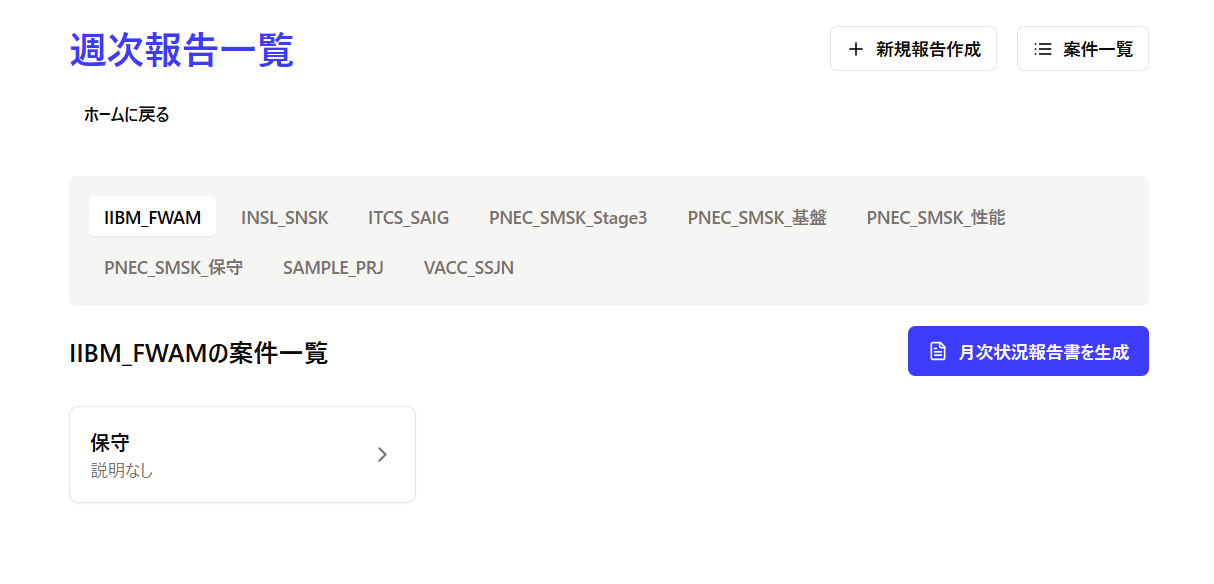 週次報告一覧
新規報告作成
案件一覧
ホームに戻る
IIBM_FWAM INSL_SNSK ITCS_SAIG PNEC_SMSK_Stage3 PNEC_SMSK_基盤 PNEC_SMSK_性能
PNEC_SMSK_保守 SAMPLE_PRJ VACC_SSJN
IIBM_FWAMの案件一覧
月次状況報告書を生成
保守
説明なし